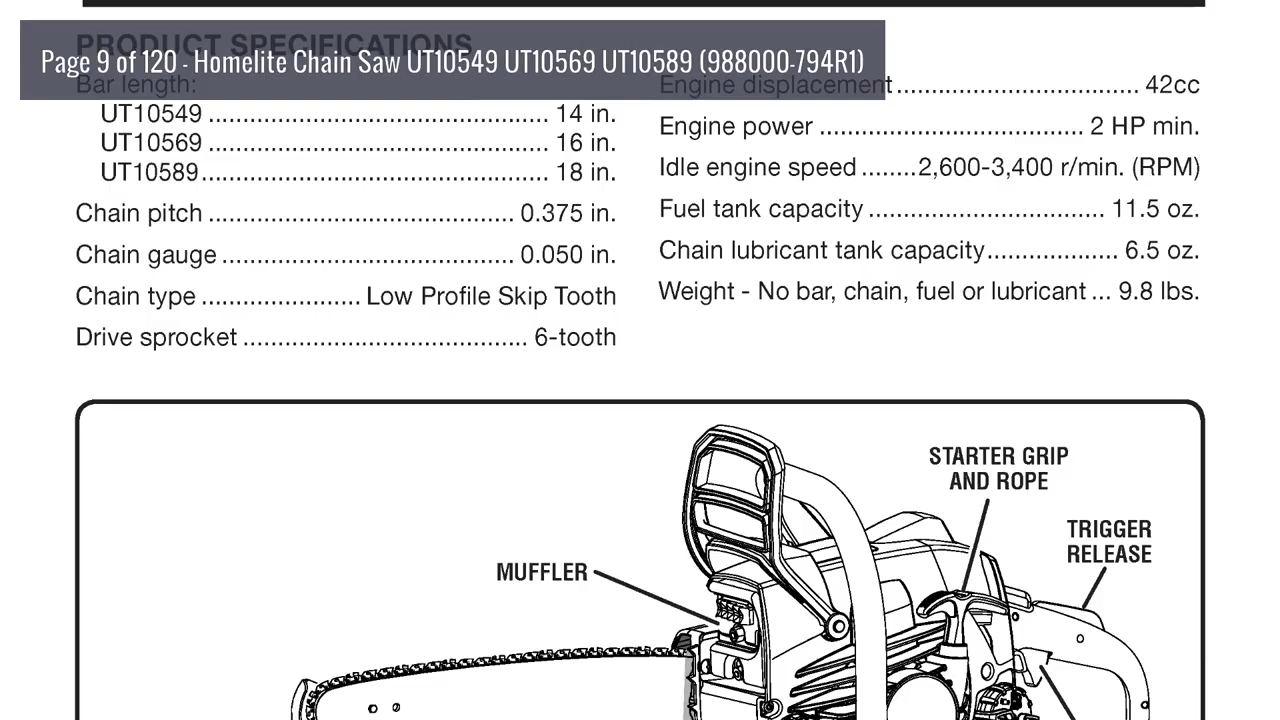 PRODUCT SPECIFICATIONS
Page 9 of 120 - Homelite Chain Saw UT10549 UT10569 UT10589 (988000-794R1)
Bar length:
UT10549 ................................................. 14 in.
UT10569 ................................................. 16 in.
UT10589.................................................. 18 in.
Chain pitch ............................................ 0.375 in.
Chain gauge .......................................... 0.050 in.
Chain type ....................... Low Profile Skip Tooth
Drive sprocket ......................................... 6-tooth
Engine displacement................................... 42cc
Engine power ...................................... 2 HP min.
Idle engine speed ........2,600-3,400 r/min. (RPM)
Fuel tank capacity .................................. 11.5 oz.
Chain lubricant tank capacity................... 6.5 oz.
Weight - No bar, chain, fuel or lubricant ... 9.8 lbs.
STARTER GRIP
AND ROPE
TRIGGER
RELEASE
MUFFLER